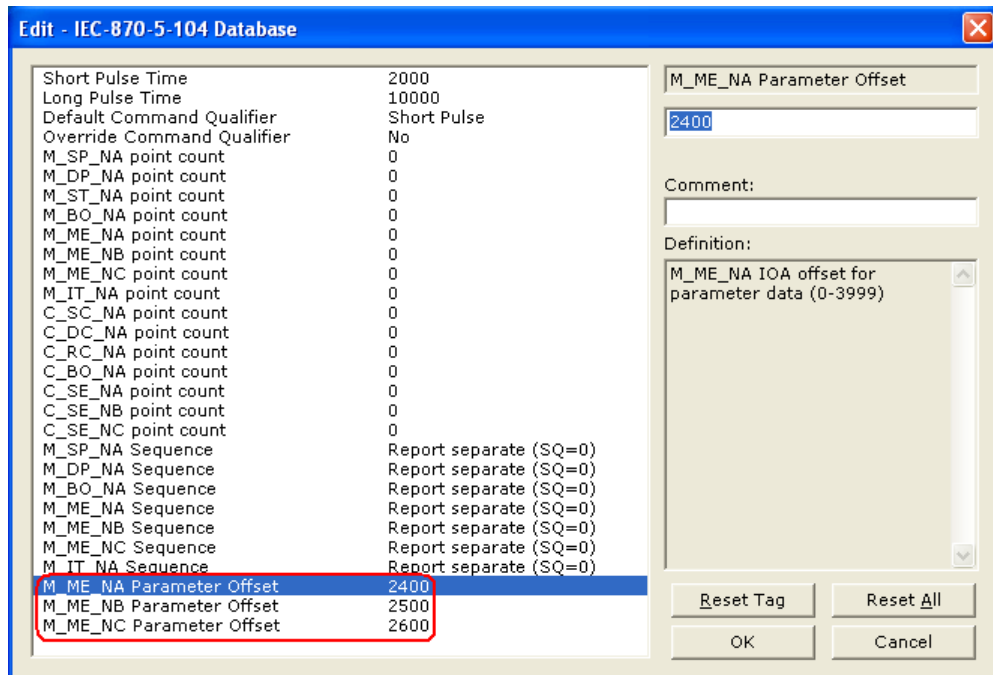 Edit - IEC-870-5-104 Database
Short Pulse Time 2000
Long Pulse Time 10000
Default Command Qualifier Short Pulse
Override Command Qualifier No
M_SP_NA point count 0
M_DP_NA point count 0
M_ST_NA point count 0
M_BO_NA point count 0
M_ME_NA point count 0
M_ME_NB point count 0
M_ME_NC point count 0
M_IT_NA point count 0
C_SC_NA point count 0
C_DC_NA point count 0
C_RC_NA point count 0
C_BO_NA point count 0
C_SE_NA point count 0
C_SE_NB point count 0
C_SE_NC point count 0
M_SP_NA Sequence Report separate (SQ=0)
M_DP_NA Sequence Report separate (SQ=0)
M_BO_NA Sequence Report separate (SQ=0)
M_ME_NA Sequence Report separate (SQ=0)
M_ME_NB Sequence Report separate (SQ=0)
M_ME_NC Sequence Report separate (SQ=0)
M_IT_NA Sequence Report separate (SQ=0)
M_ME_NA Parameter Offset 2400
M_ME_NB Parameter Offset 2500
M_ME_NC Parameter Offset 2600
M_ME_NA Parameter Offset
2400
Comment:
Definition:
M_ME_NA IOA offset for
parameter data (0-3999)
Reset Tag Reset All
OK Cancel